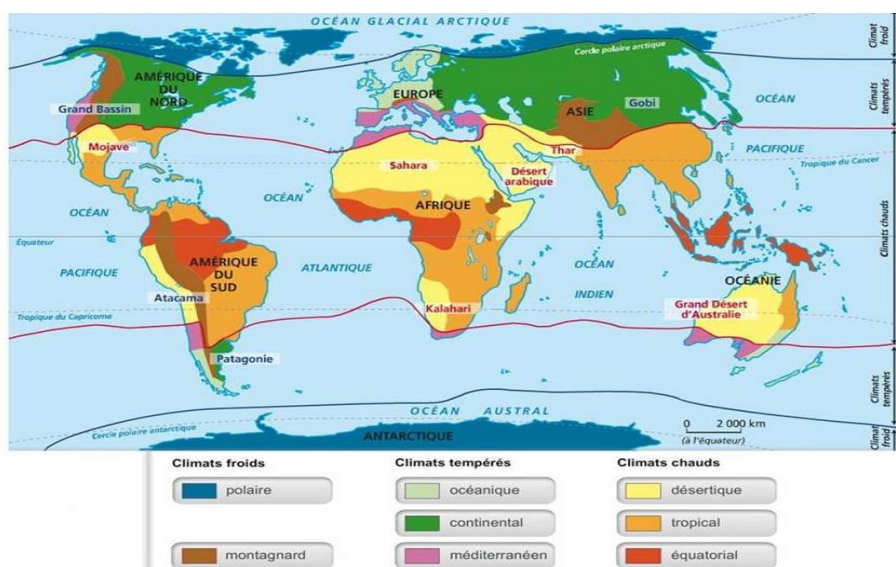 OCÉAN GLACIAL ARCTIQUE
Cercle polaire arctique
Climat froid
AMÉRIQUE
DU
NORD
Grand Bassin
EUROPE
ASIE
Gobi
OCÉAN
Climats tempérés
Mojave
Sahara
Désert
arabique
Thar
PACIFIQUE
Tropique du Cancer
OCÉAN
OCÉAN
AFRIQUE
Équateur
Climats chauds
PACIFIQUE
AMÉRIQUE
DU
SUD
ATLANTIQUE
OCÉAN
INDIEN
OCÉANIE
Atacama
Kalahari
Grand Désert
d'Australie
Tropique du Capricorne
Patagonie
Climats tempérés
OCÉAN AUSTRAL
Cercle polaire antarctique
ANTARCTIQUE
0 2 000 km
(à l'équateur)
Climat froid
Climats froids
Climats tempérés
Climats chauds
polaire
océanique
désertique
continental
tropical
montagnard
méditerranéen
équatorial